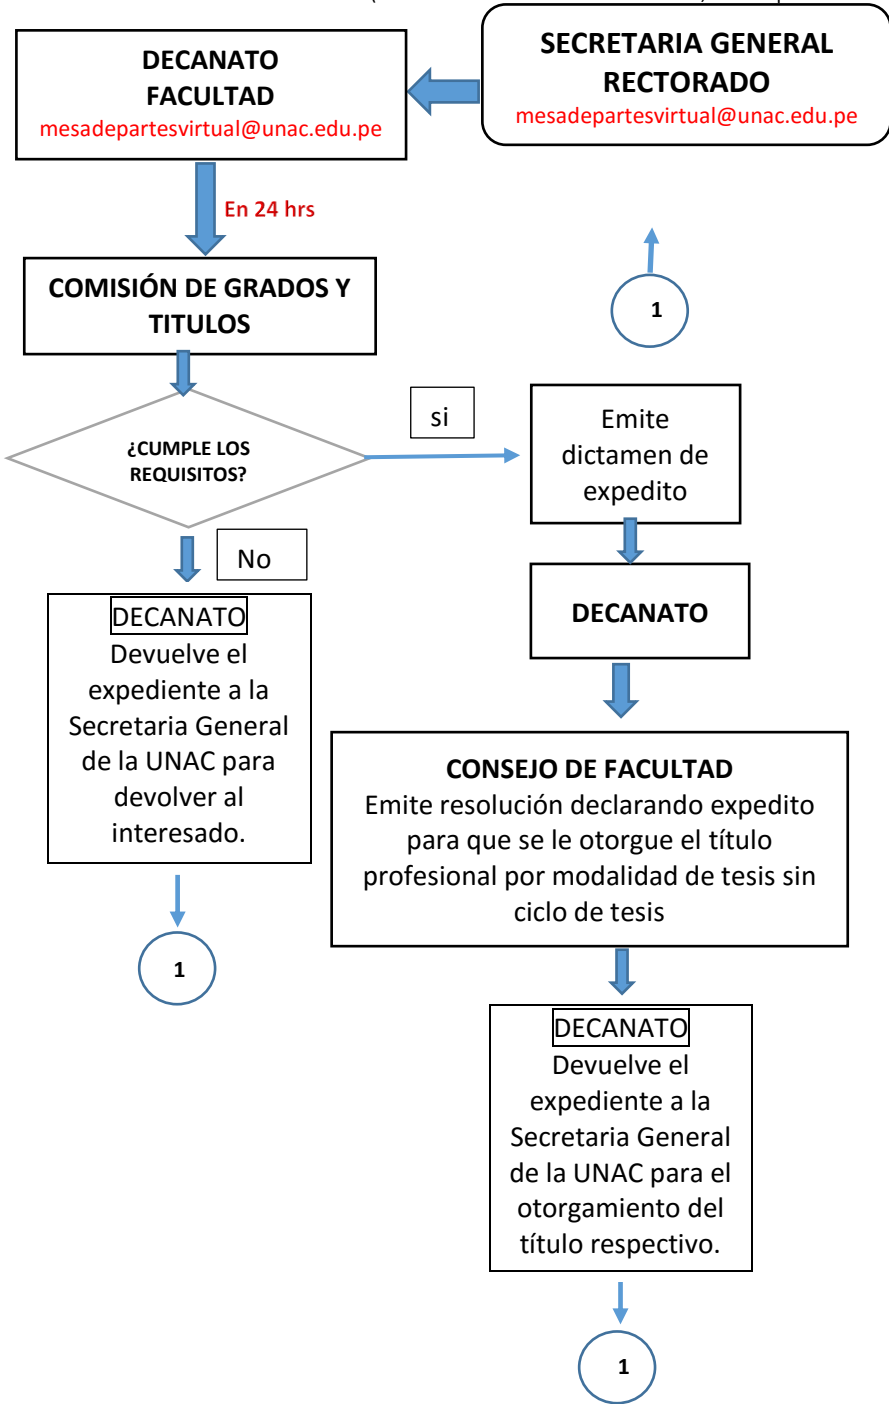 DECANATO
FACULTAD
mesadepartesvirtual@unac.edu.pe
SECRETARIA GENERAL
RECTORADO
mesadepartesvirtual@unac.edu.pe
En 24 hrs
COMISIÓN DE GRADOS Y
TITULOS
1
¿CUMPLE LOS
REQUISITOS?
si
Emite
dictamen de
expedito
No
DECANATO
DECANATO
Devuelve el
expediente a la
Secretaria General
de la UNAC para
devolver al
interesado.
CONSEJO DE FACULTAD
Emite resolución declarando expedito
para que se le otorgue el título
profesional por modalidad de tesis sin
ciclo de tesis
1
DECANATO
Devuelve el
expediente a la
Secretaria General
de la UNAC para el
otorgamiento del
título respectivo.
1